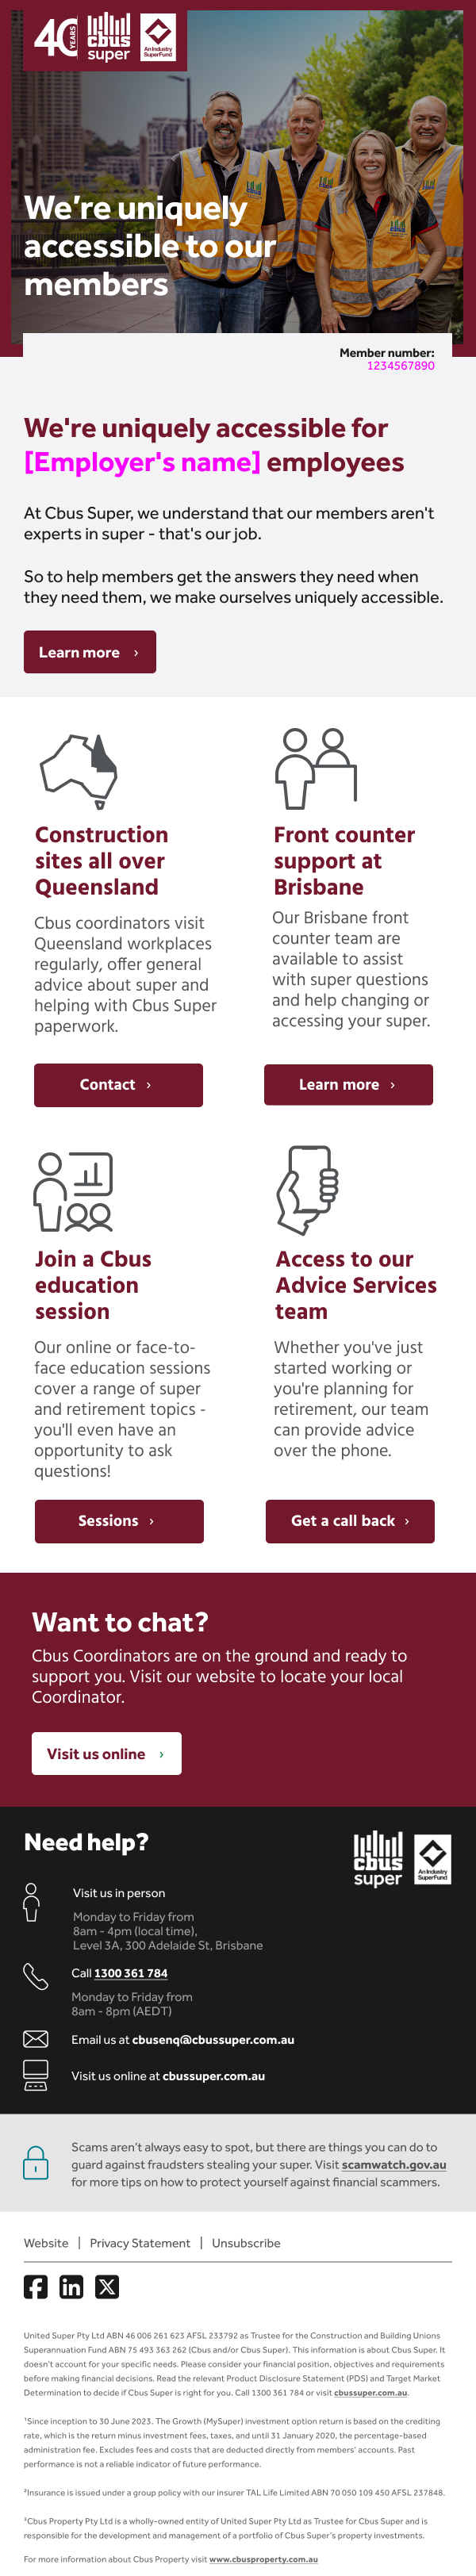 40 YEARS
cbus
super
An Industry
SuperFund
We're uniquely
accessible to our
members
Member number:
1234567890
We're uniquely accessible for
[Employer's name] employees
At Cbus Super, we understand that our members aren't
experts in super - that's our job.
So to help members get the answers they need when
they need them, we make ourselves uniquely accessible.
Learn more ›
Construction
sites all over
Queensland
Cbus coordinators visit
Queensland workplaces
regularly, offer general
advice about super and
helping with Cbus Super
paperwork.
Contact ›
Front counter
support at
Brisbane
Our Brisbane front
counter team are
available to assist
with super questions
and help changing or
accessing your super.
Learn more ›
Join a Cbus
education
session
Our online or face-to-
face education sessions
cover a range of super
and retirement topics -
you'll even have an
opportunity to ask
questions!
Sessions ›
Access to our
Advice Services
team
Whether you've just
started working or
you're planning for
retirement, our team
can provide advice
over the phone.
Get a call back ›
Want to chat?
Cbus Coordinators are on the ground and ready to
support you. Visit our website to locate your local
Coordinator.
Visit us online ›
Need help?
cbus
super
An Industry
SuperFund
Visit us in person
Monday to Friday from
8am - 4pm (local time),
Level 3A, 300 Adelaide St, Brisbane
Call 1300 361 784
Monday to Friday from
8am - 8pm (AEDT)
Email us at cbusenq@cbussuper.com.au
Visit us online at cbussuper.com.au
Scams aren't always easy to spot, but there are things you can do to
guard against fraudsters stealing your super. Visit scamwatch.gov.au
for more tips on how to protect yourself against financial scammers.
Website | Privacy Statement | Unsubscribe
United Super Pty Ltd ABN 46 006 261 623 AFSL 233792 as Trustee for the Construction and Building Unions
Superannuation Fund ABN 75 493 363 262 (Cbus and/or Cbus Super). This information is about Cbus Super. It
doesn't account for your specific needs. Please consider your financial position, objectives and requirements
before making financial decisions. Read the relevant Product Disclosure Statement (PDS) and Target Market
Determination to decide if Cbus Super is right for you. Call 1300 361 784 or visit cbussuper.com.au.
¹Since inception to 30 June 2023. The Growth (MySuper) investment option return is based on the crediting
rate, which is the return minus investment fees, taxes, and until 31 January 2020, the percentage-based
administration fee. Excludes fees and costs that are deducted directly from members' accounts. Past
performance is not a reliable indicator of future performance.
²Insurance is issued under a group policy with our insurer TAL Life Limited ABN 70 050 109 450 AFSL 237848.
³Cbus Property Pty Ltd is a wholly-owned entity of United Super Pty Ltd as Trustee for Cbus Super and is
responsible for the development and management of a portfolio of Cbus Super's property investments.
For more information about Cbus Property visit www.cbusproperty.com.au